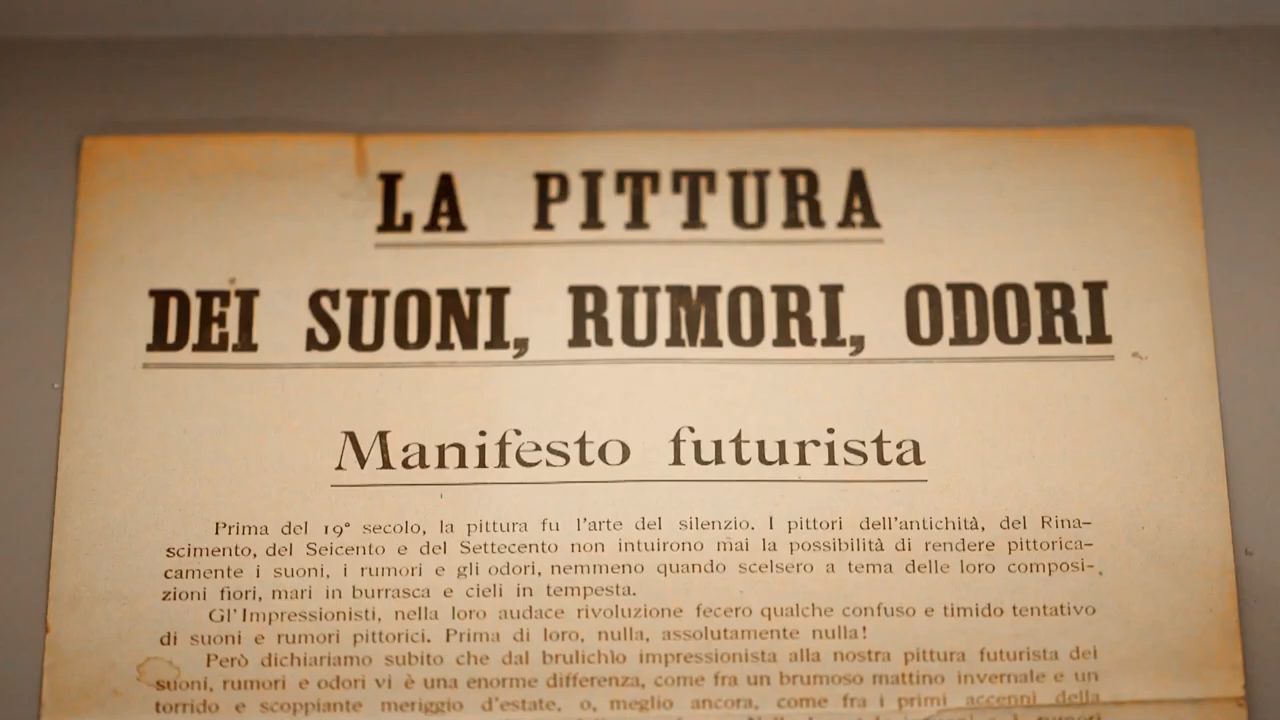 LA PITTURA
DEI SUONI, RUMORI, ODORI
Manifesto futurista
Prima del 19° secolo, la pittura fu l'arte del silenzio. I pittori dell'antichità, del Rina-
scimento, del Seicento e del Settecento non intuirono mai la possibilità di rendere pittorica-
camente i suoni, i rumori e gli odori, nemmeno quando scelsero a tema delle loro composi-
zioni fiori, mari in burrasca e cieli in tempesta.
Gl'Impressionisti, nella loro audace rivoluzione fecero qualche confuso e timido tentativo
di suoni e rumori pittorici. Prima di loro, nulla, assolutamente nulla!
Però dichiariamo subito che dal brulichìo impressionista alla nostra pittura futurista dei
suoni, rumori e odori vi è una enorme differenza, come fra un brumoso mattino invernale e un
torrido e scoppiante meriggio d'estate, o, meglio ancora, come fra i primi accenni della